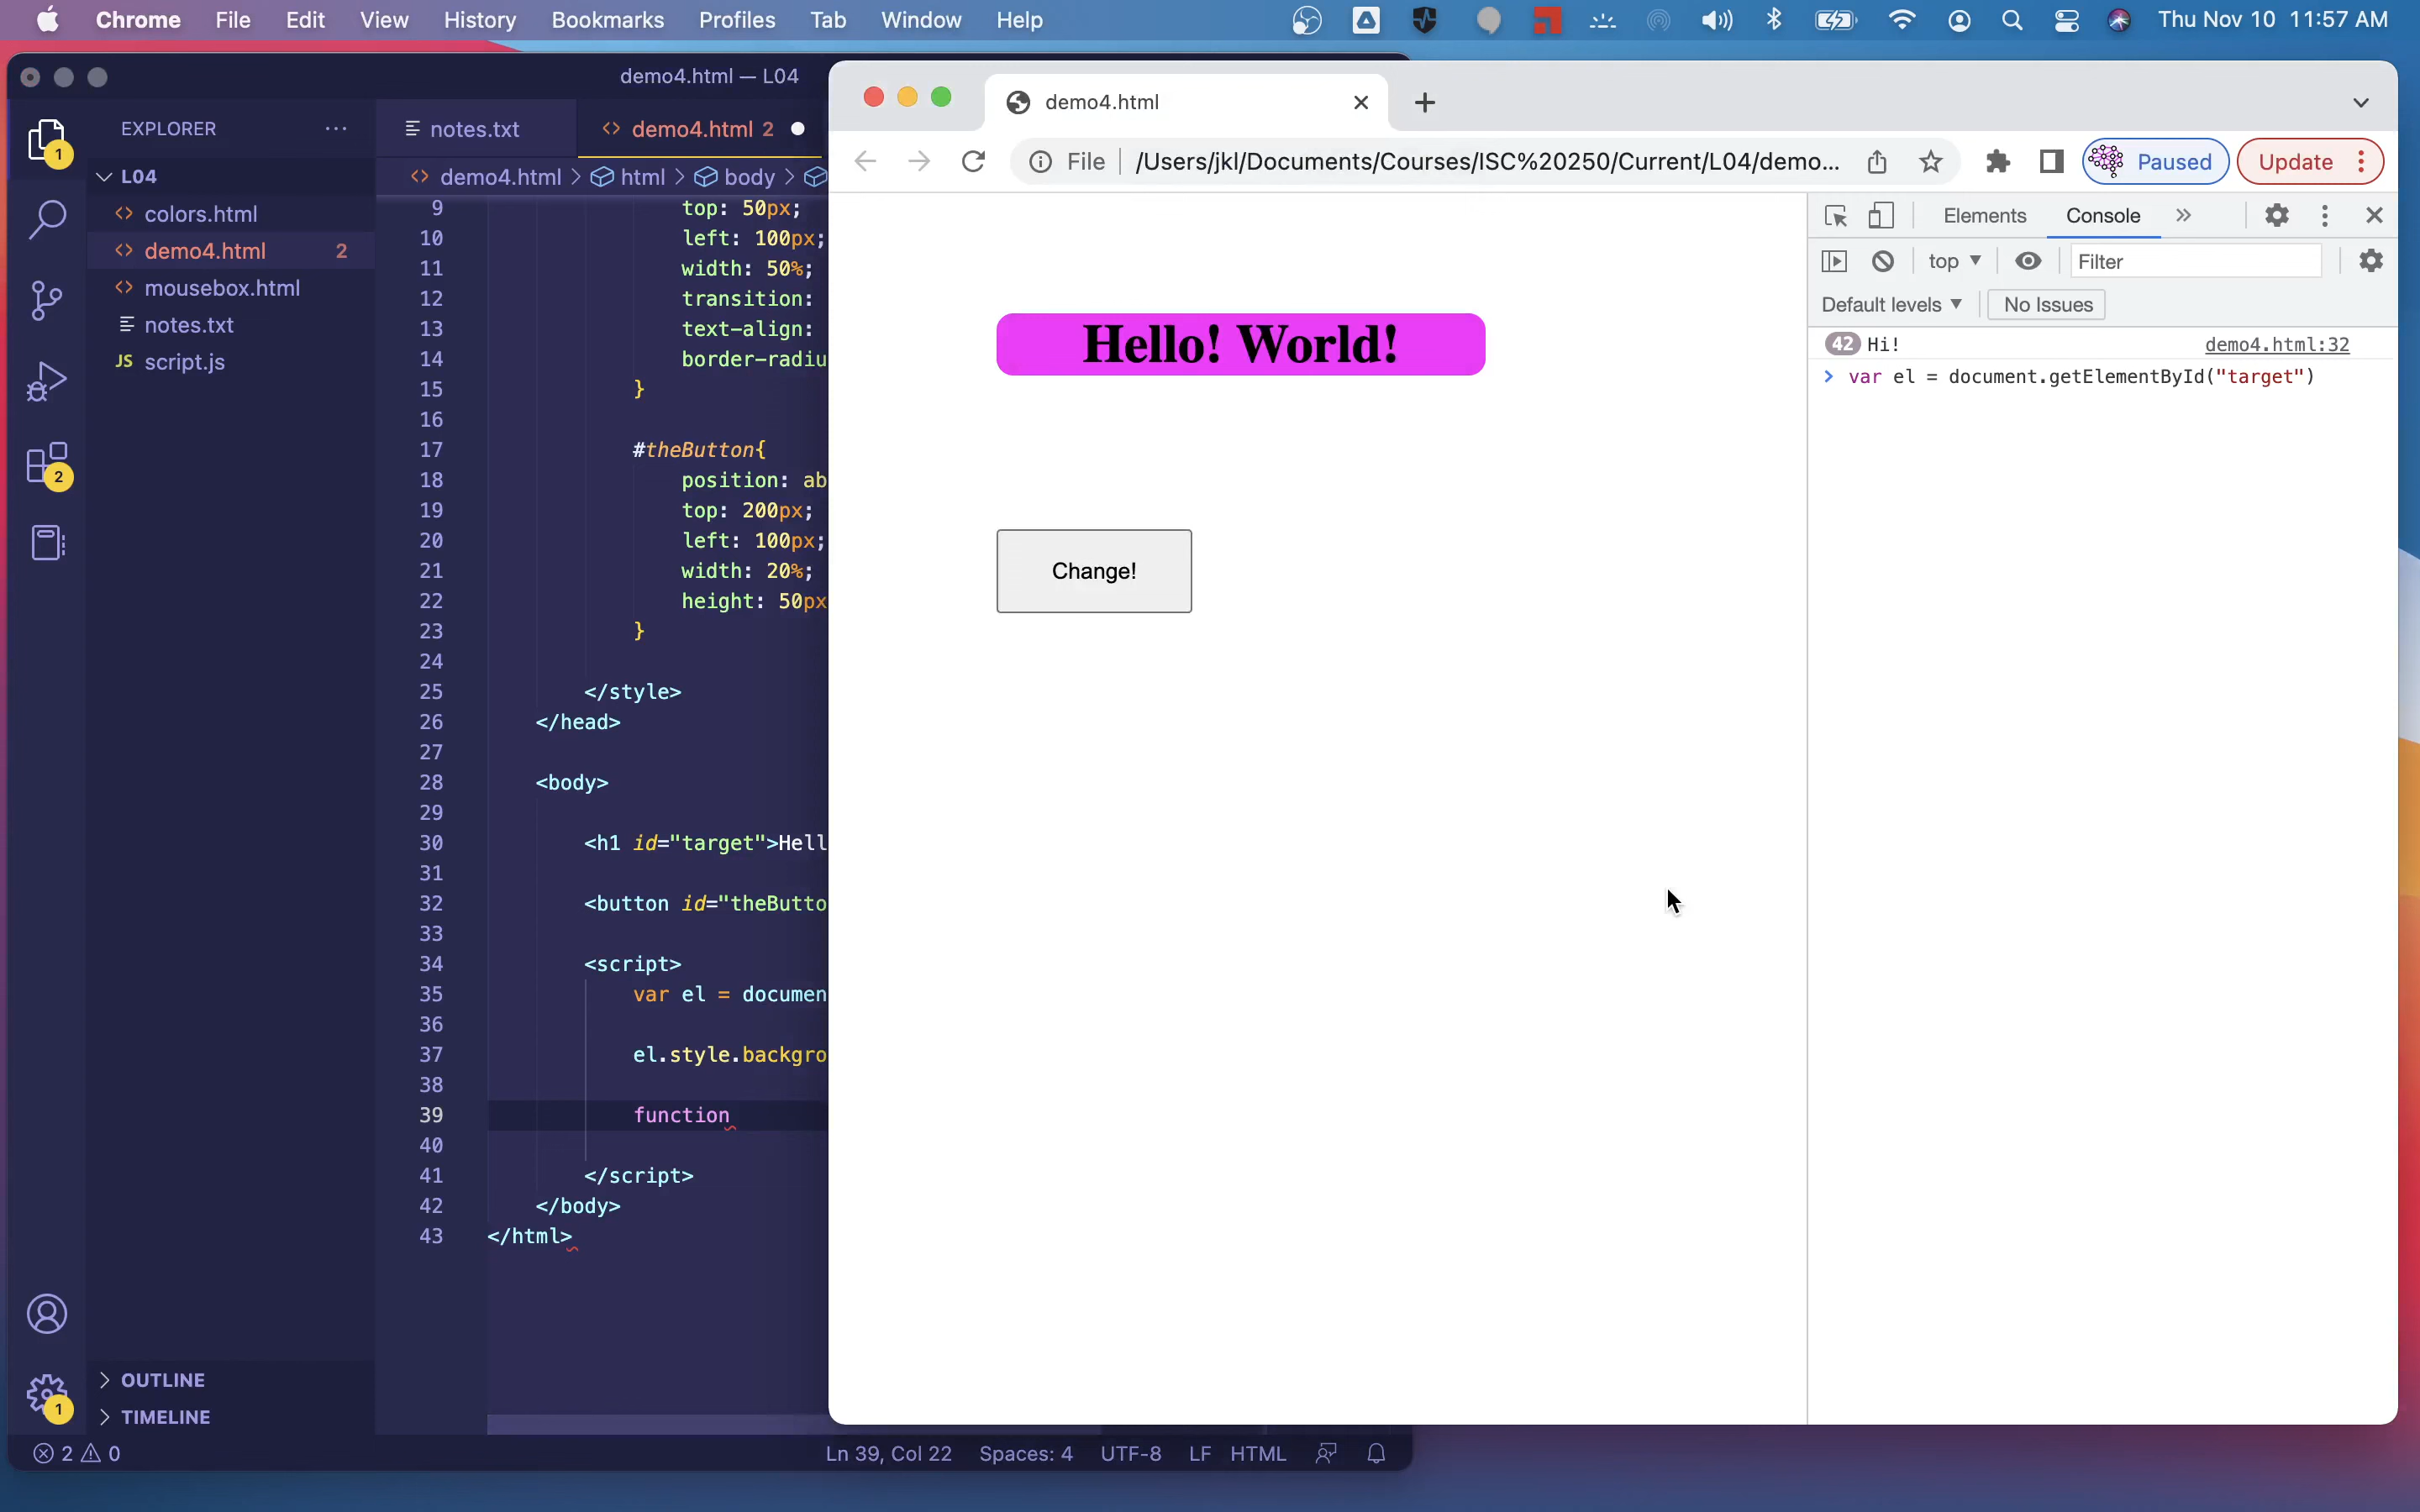 Chrome File Edit View History Bookmarks Profiles Tab Window Help Thu Nov 10 11:57 AM
demo4.html — L04
EXPLORER
L04
colors.html
demo4.html 2
mousebox.html
notes.txt
JS script.js
OUTLINE
TIMELINE
1
2
1
notes.txt demo4.html 2
demo4.html > html > body >
9 top: 50px;
10 left: 100px;
11 width: 50%;
12 transition:
13 text-align:
14 border-radiu
15 }
16
17 #theButton{
18 position: ab
19 top: 200px;
20 left: 100px;
21 width: 20%;
22 height: 50px
23 }
24
25 </style>
26 </head>
27
28 <body>
29
30 <h1 id="target">Hell
31
32 <button id="theButto
33
34 <script>
35 var el = documen
36
37 el.style.backgro
38
39 function
40
41 </script>
42 </body>
43 </html>
2 0 Ln 39, Col 22 Spaces: 4 UTF-8 LF HTML
demo4.html
File /Users/jkl/Documents/Courses/ISC%20250/Current/L04/demo... Paused Update
Hello! World!
Change!
Elements Console
top Filter
Default levels No Issues
42 Hi! demo4.html:32
> var el = document.getElementById("target")